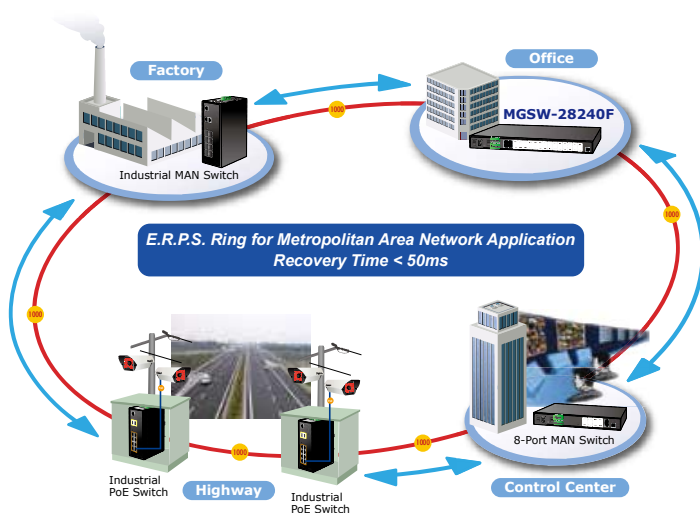 Factory
Office
MGSW-28240F
Industrial MAN Switch
1000
1000
1000
E.R.P.S. Ring for Metropolitan Area Network Application
Recovery Time < 50ms
8-Port MAN Switch
1000
1000
Industrial
PoE Switch
Highway
Industrial
PoE Switch
Control Center